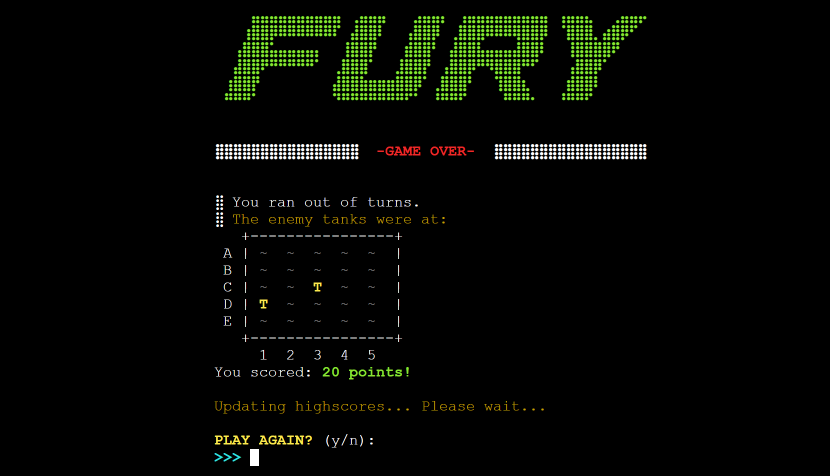 FURY
-GAME OVER-
You ran out of turns.
The enemy tanks were at:
+----------------+
A | ~ ~ ~ ~ ~ |
B | ~ ~ ~ ~ ~ |
C | ~ ~ T ~ ~ |
D | T ~ ~ ~ ~ |
E | ~ ~ ~ ~ ~ |
+----------------+
1 2 3 4 5
You scored: 20 points!
Updating highscores... Please wait...
PLAY AGAIN? (y/n):
>>>